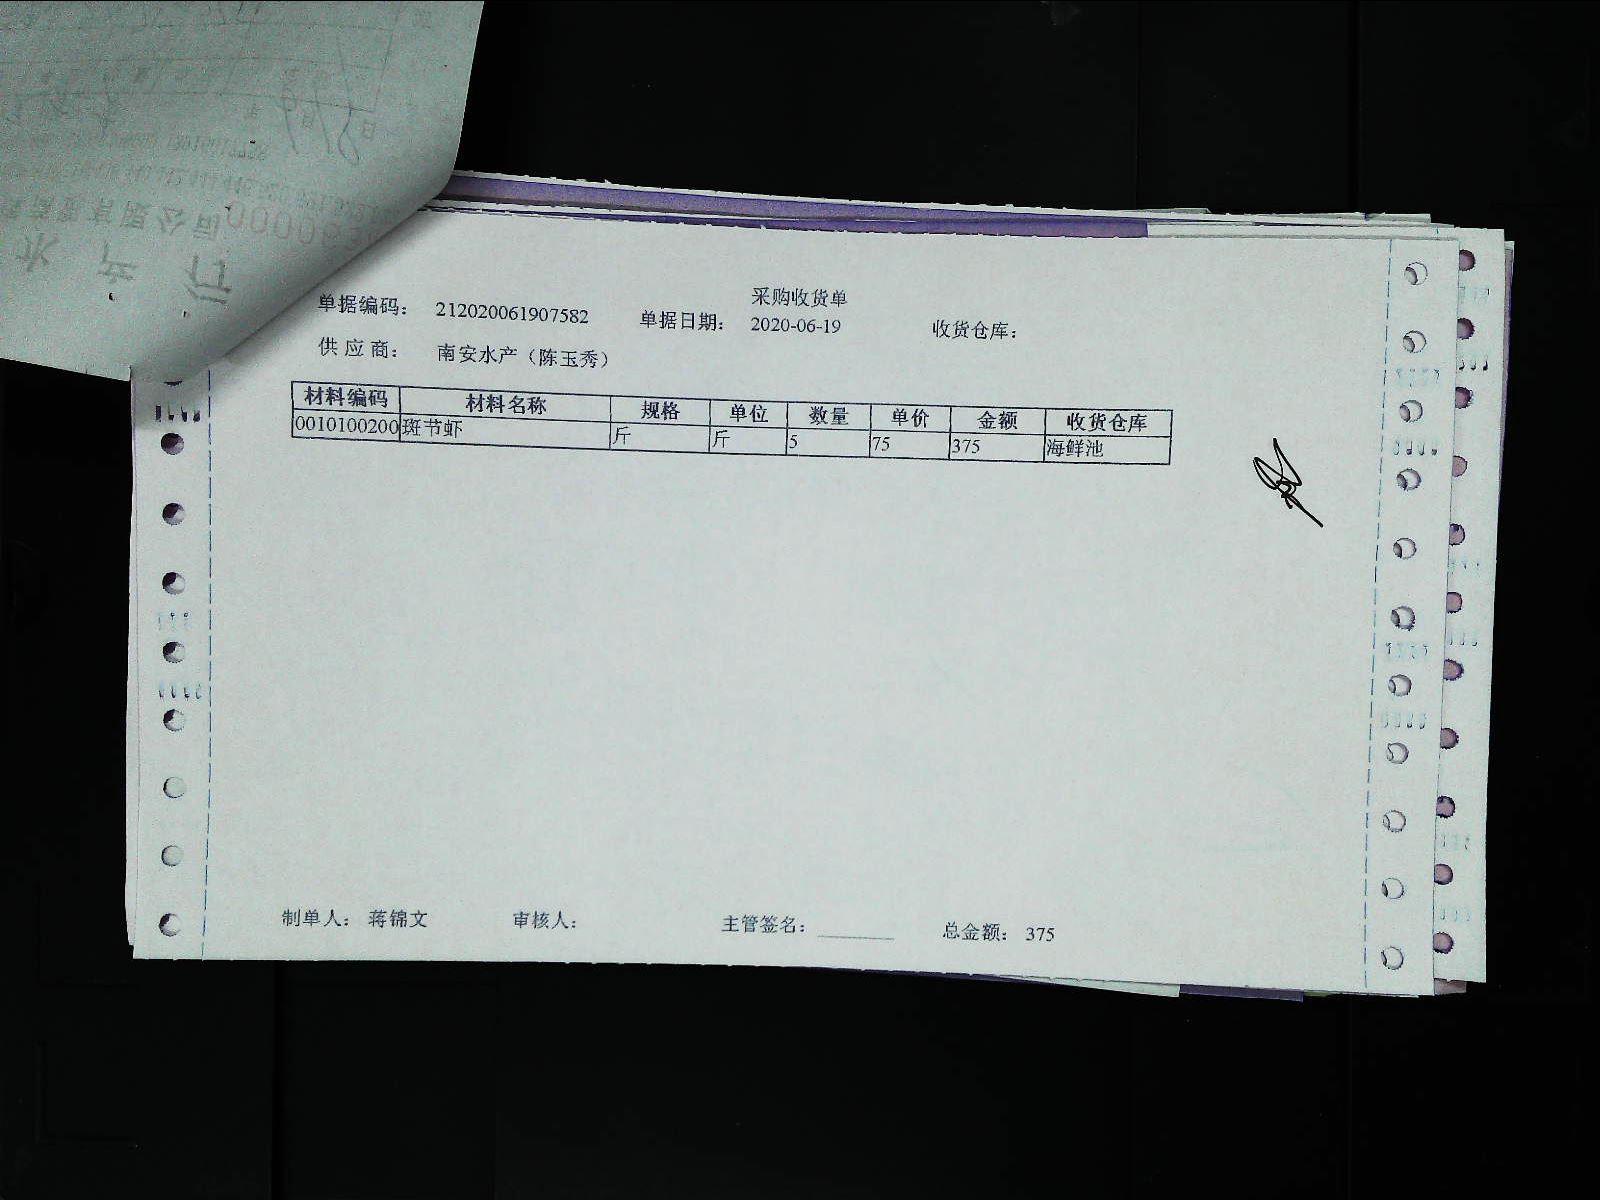 采购收货单
单据编码： 212020061907582 单据日期： 2020-06-19 收货仓库：
供 应 商： 南安水产（陈玉秀）
材料编码 材料名称 规格 单位 数量 单价 金额 收货仓库
0010100200 斑节虾 斤 斤 5 75 375 海鲜池
制单人： 蒋锦文 审核人： 主管签名： 总金额： 375